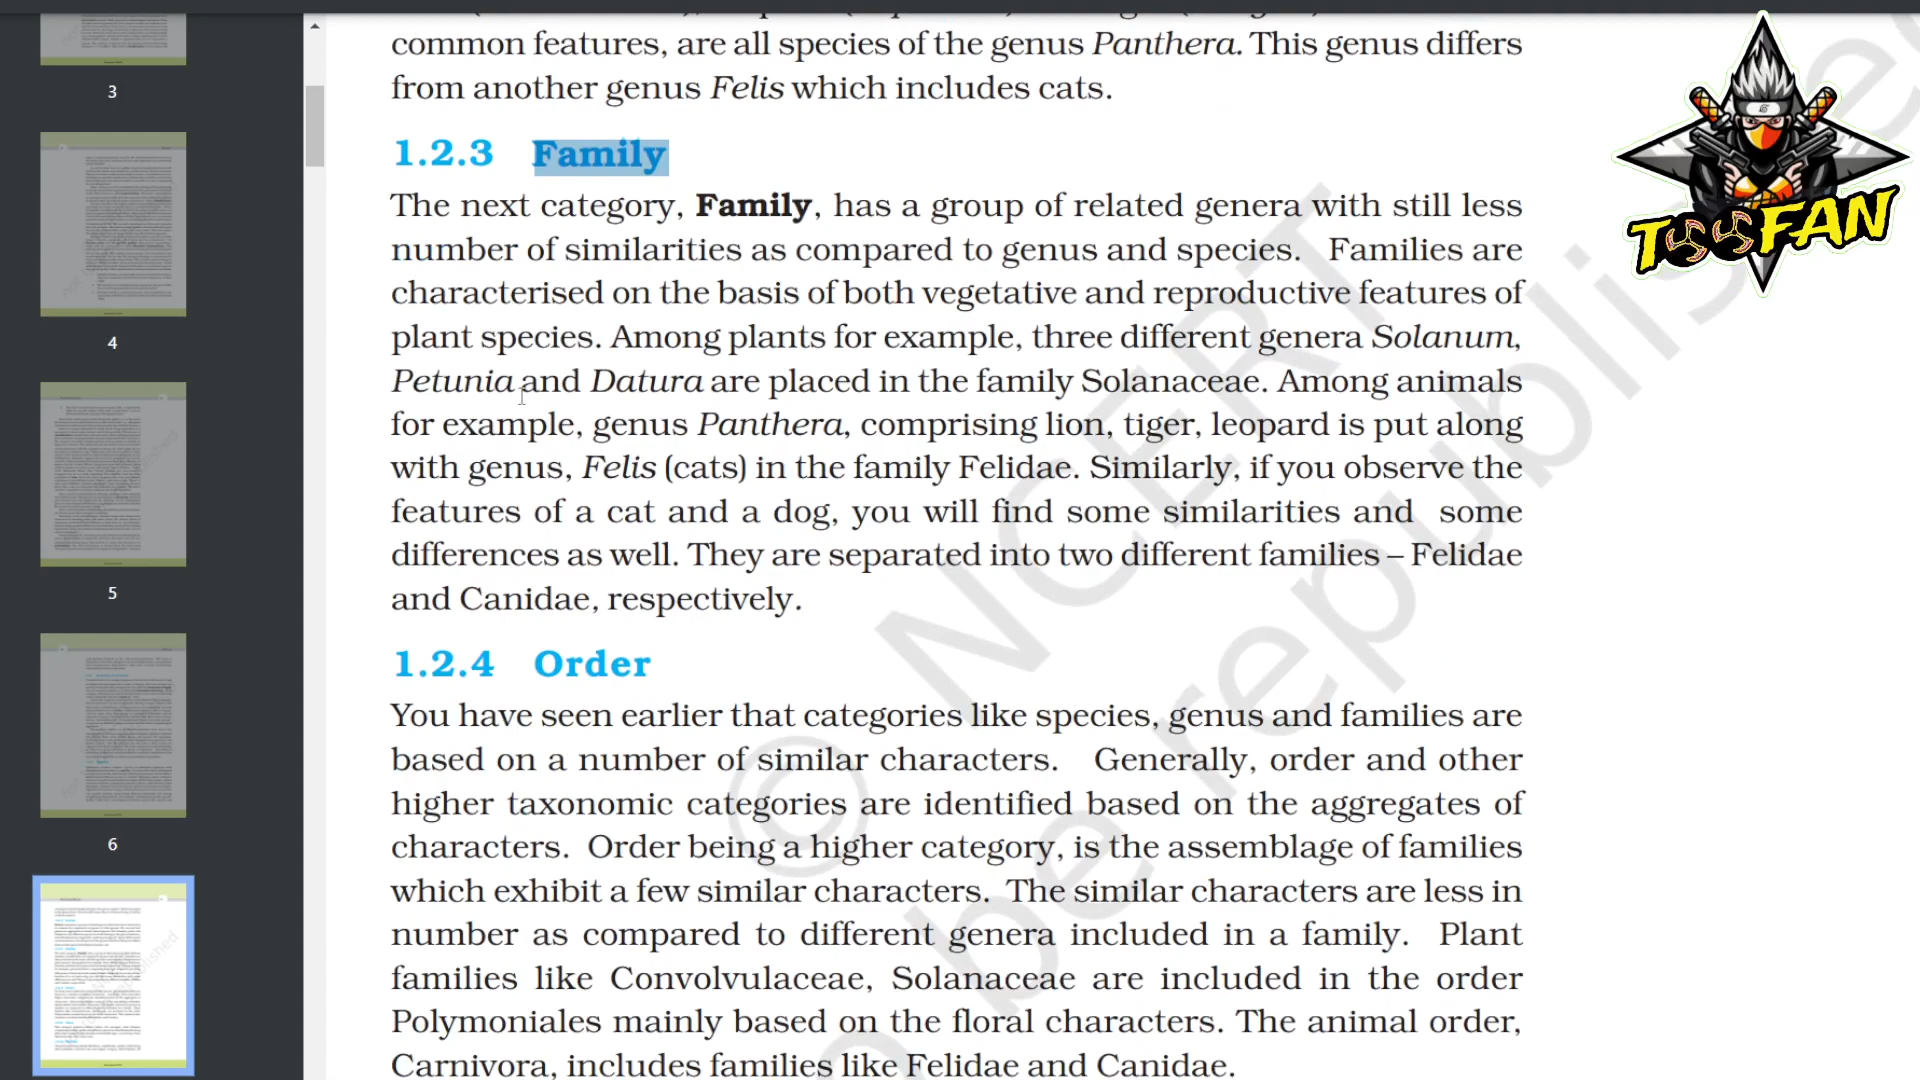 common features, are all species of the genus Panthera. This genus differs
from another genus Felis which includes cats.
1.2.3 Family
The next category, Family, has a group of related genera with still less
number of similarities as compared to genus and species. Families are
characterised on the basis of both vegetative and reproductive features of
plant species. Among plants for example, three different genera Solanum,
Petunia and Datura are placed in the family Solanaceae. Among animals
for example, genus Panthera, comprising lion, tiger, leopard is put along
with genus, Felis (cats) in the family Felidae. Similarly, if you observe the
features of a cat and a dog, you will find some similarities and some
differences as well. They are separated into two different families – Felidae
and Canidae, respectively.
1.2.4 Order
You have seen earlier that categories like species, genus and families are
based on a number of similar characters. Generally, order and other
higher taxonomic categories are identified based on the aggregates of
characters. Order being a higher category, is the assemblage of families
which exhibit a few similar characters. The similar characters are less in
number as compared to different genera included in a family. Plant
families like Convolvulaceae, Solanaceae are included in the order
Polymoniales mainly based on the floral characters. The animal order,
Carnivora, includes families like Felidae and Canidae.
© NCERT
be republished
TOOFAN
3
4
5
6